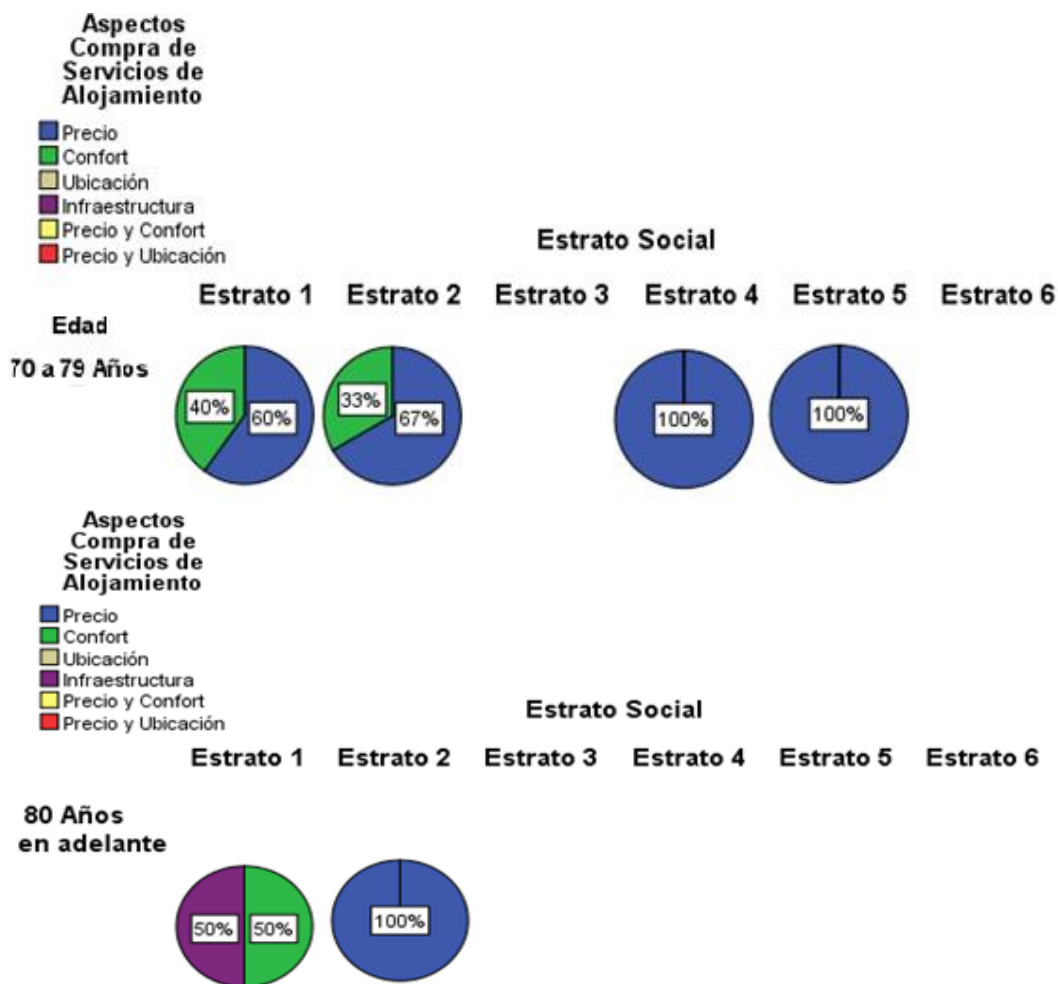 Aspectos
Compra de
Servicios de
Alojamiento
Precio
Confort
Ubicación
Infraestructura
Precio y Confort
Precio y Ubicación
Estrato Social
Estrato 1 Estrato 2 Estrato 3 Estrato 4 Estrato 5 Estrato 6
Edad
70 a 79 Años
40% 60% 33% 67% 100% 100%
Aspectos
Compra de
Servicios de
Alojamiento
Precio
Confort
Ubicación
Infraestructura
Precio y Confort
Precio y Ubicación
Estrato Social
Estrato 1 Estrato 2 Estrato 3 Estrato 4 Estrato 5 Estrato 6
80 Años
en adelante
50% 50% 100%